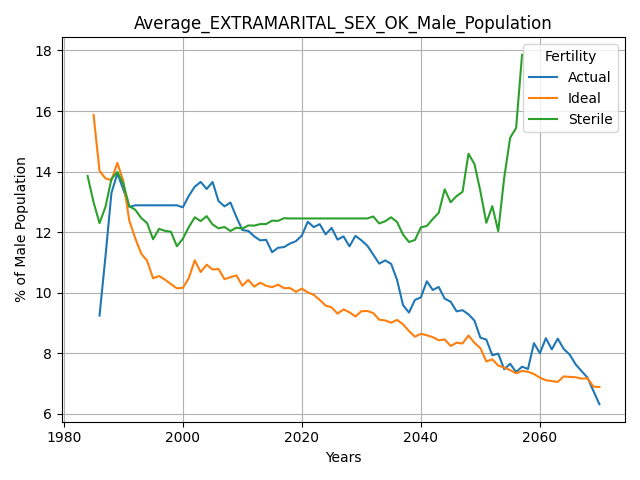 Average_EXTRAMARITAL_SEX_OK_Male_Population
% of Male Population
18
16
14
12
10
8
6
Fertility
Actual
Ideal
Sterile
1980
2000
2020
2040
2060
Years